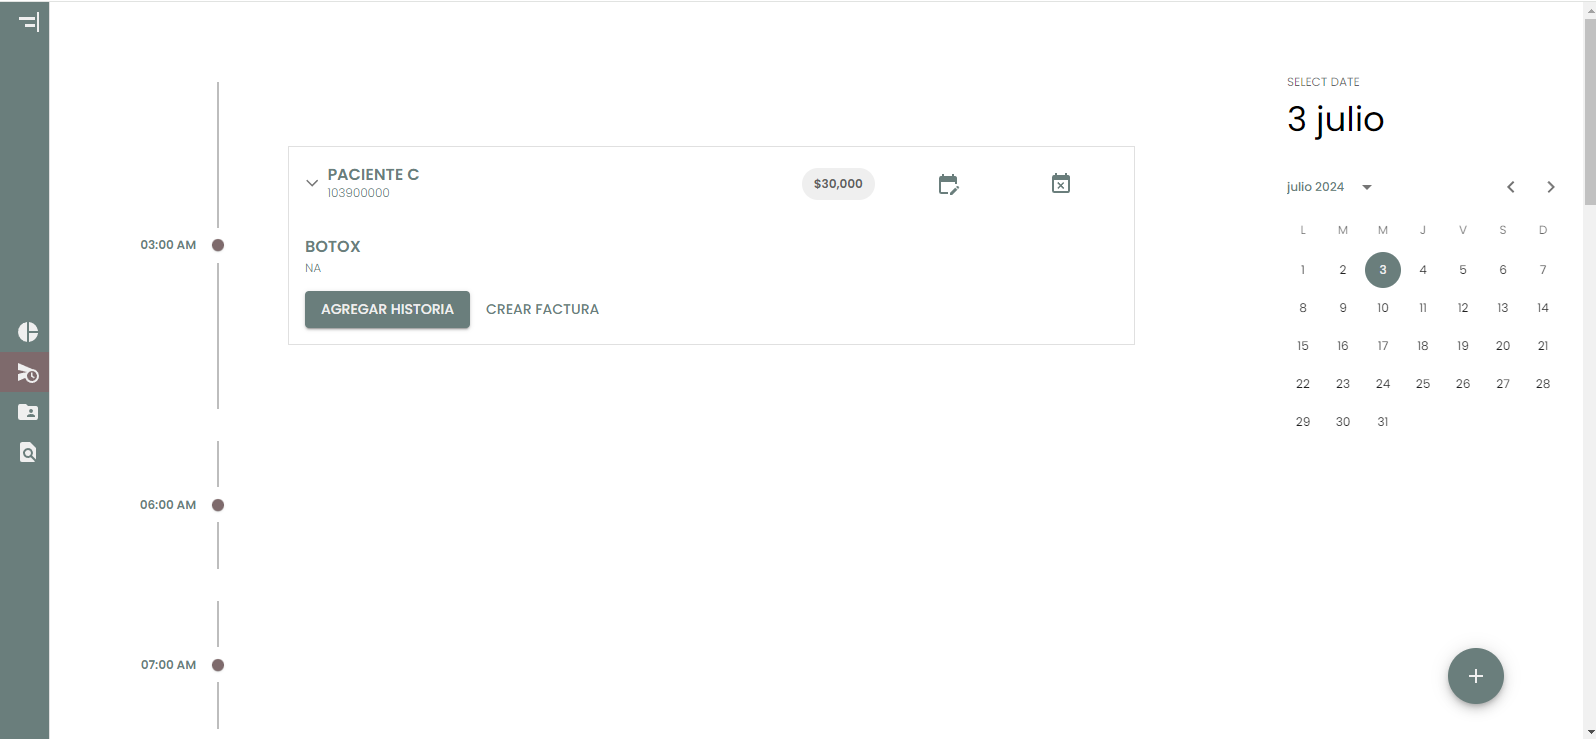 03:00 AM
06:00 AM
07:00 AM
PACIENTE C
103900000
$30,000
BOTOX
NA
AGREGAR HISTORIA CREAR FACTURA
SELECT DATE
3 julio
julio 2024
L M M J V S D
1 2 3 4 5 6 7
8 9 10 11 12 13 14
15 16 17 18 19 20 21
22 23 24 25 26 27 28
29 30 31